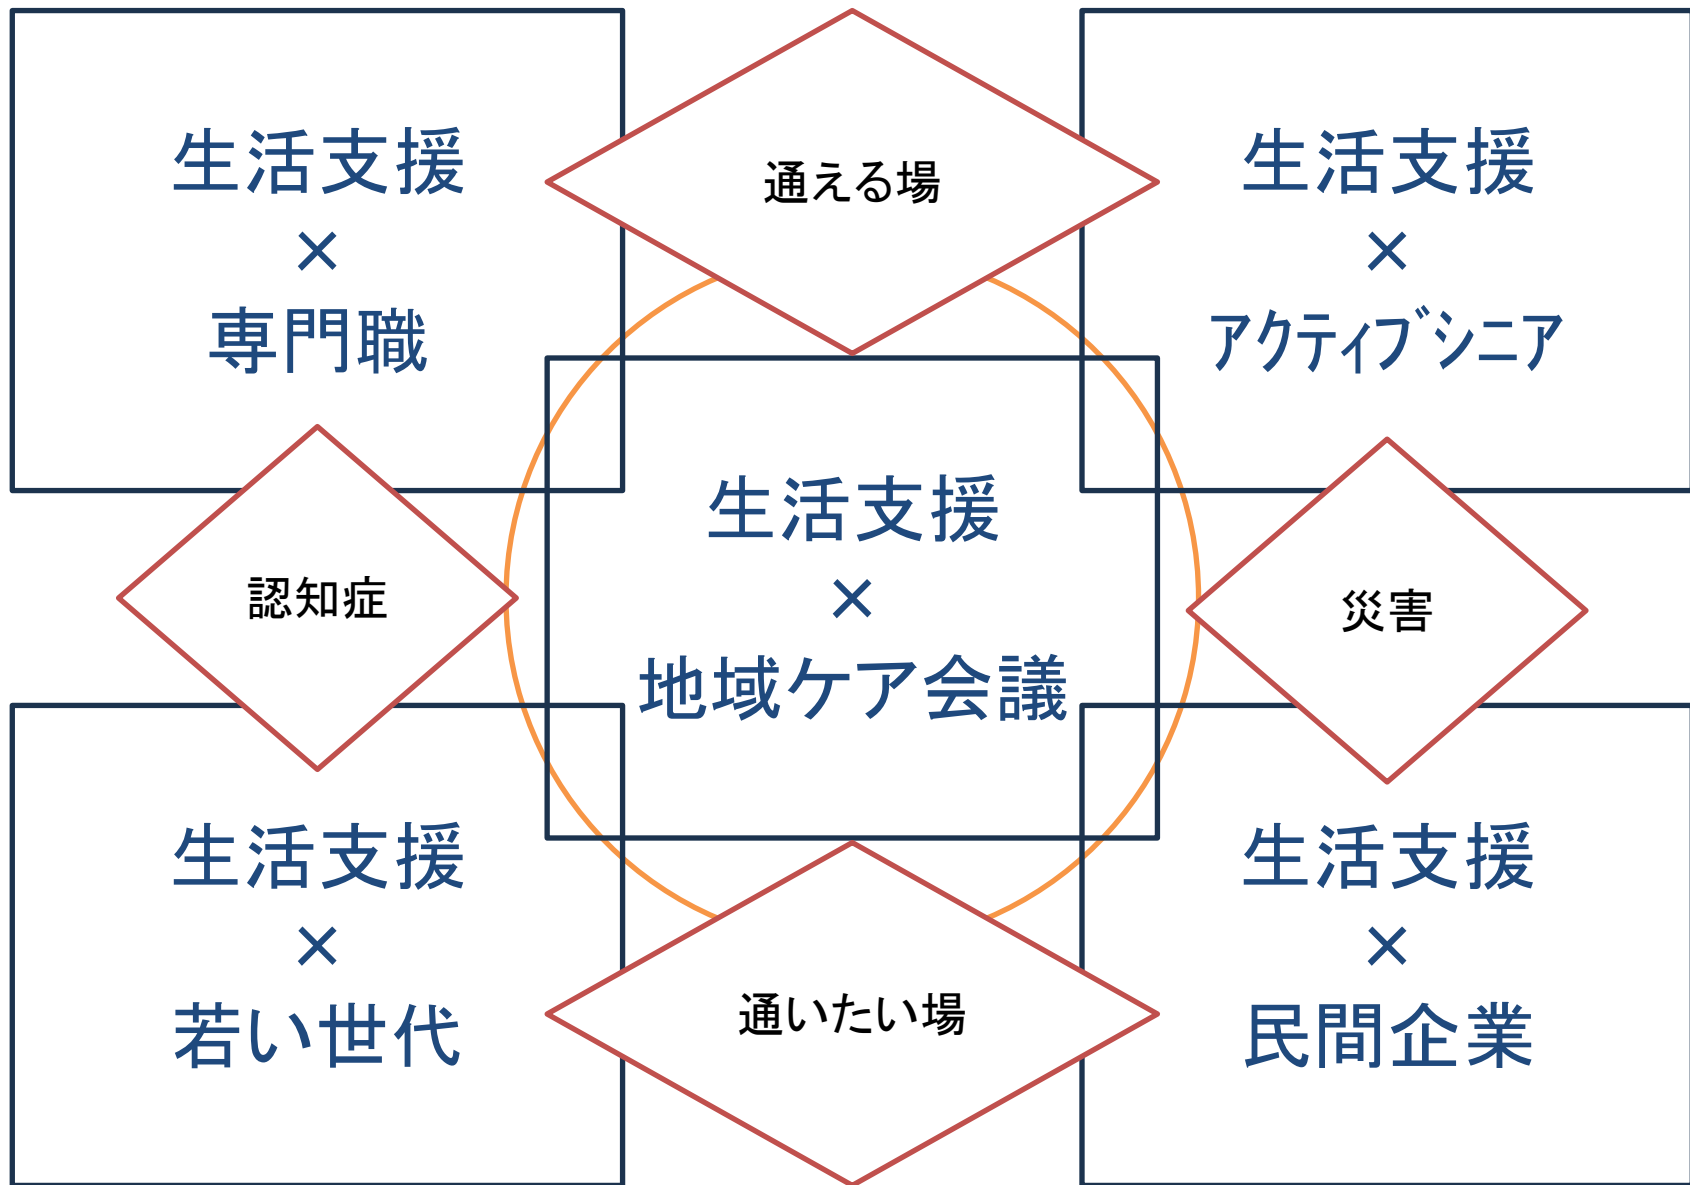 生活支援
×
専門職
通える場
生活支援
×
アクティブシニア
認知症
生活支援
×
地域ケア会議
災害
生活支援
×
若い世代
通いたい場
生活支援
×
民間企業